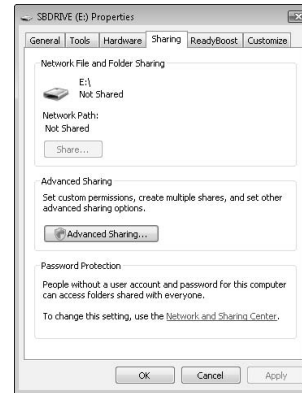 SBDRIVE (E:) Properties
General Tools Hardware Sharing ReadyBoost Customize
Network File and Folder Sharing
E:\
Not Shared
Network Path:
Not Shared
Share...
Advanced Sharing
Set custom permissions, create multiple shares, and set other
advanced sharing options.
Advanced Sharing...
Password Protection
People without a user account and password for this computer
can access folders shared with everyone.
To change this setting, use the Network and Sharing Center.
OK Cancel Apply